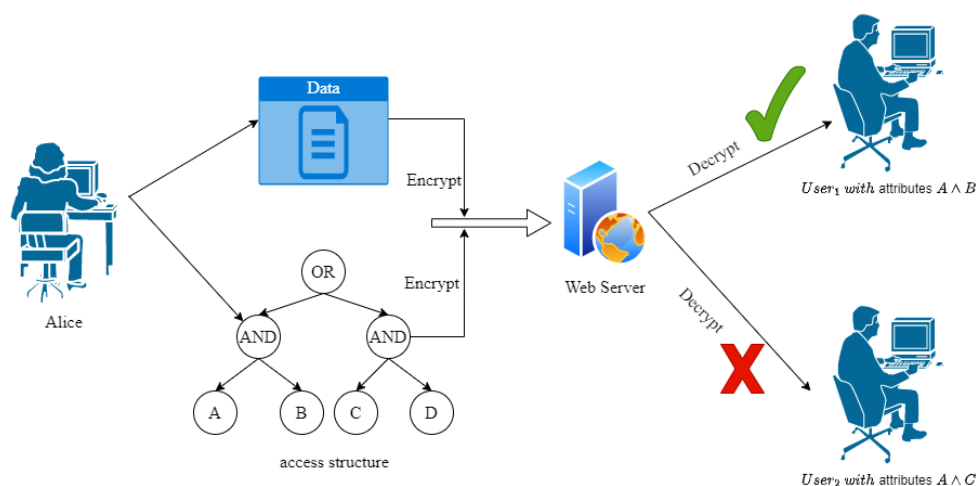 Data
Encrypt
Decrypt
User₁ with attributes A ∧ B
OR
Encrypt
Web Server
Alice
AND
AND
Decrypt
A
B
C
D
access structure
User₂ with attributes A ∧ C